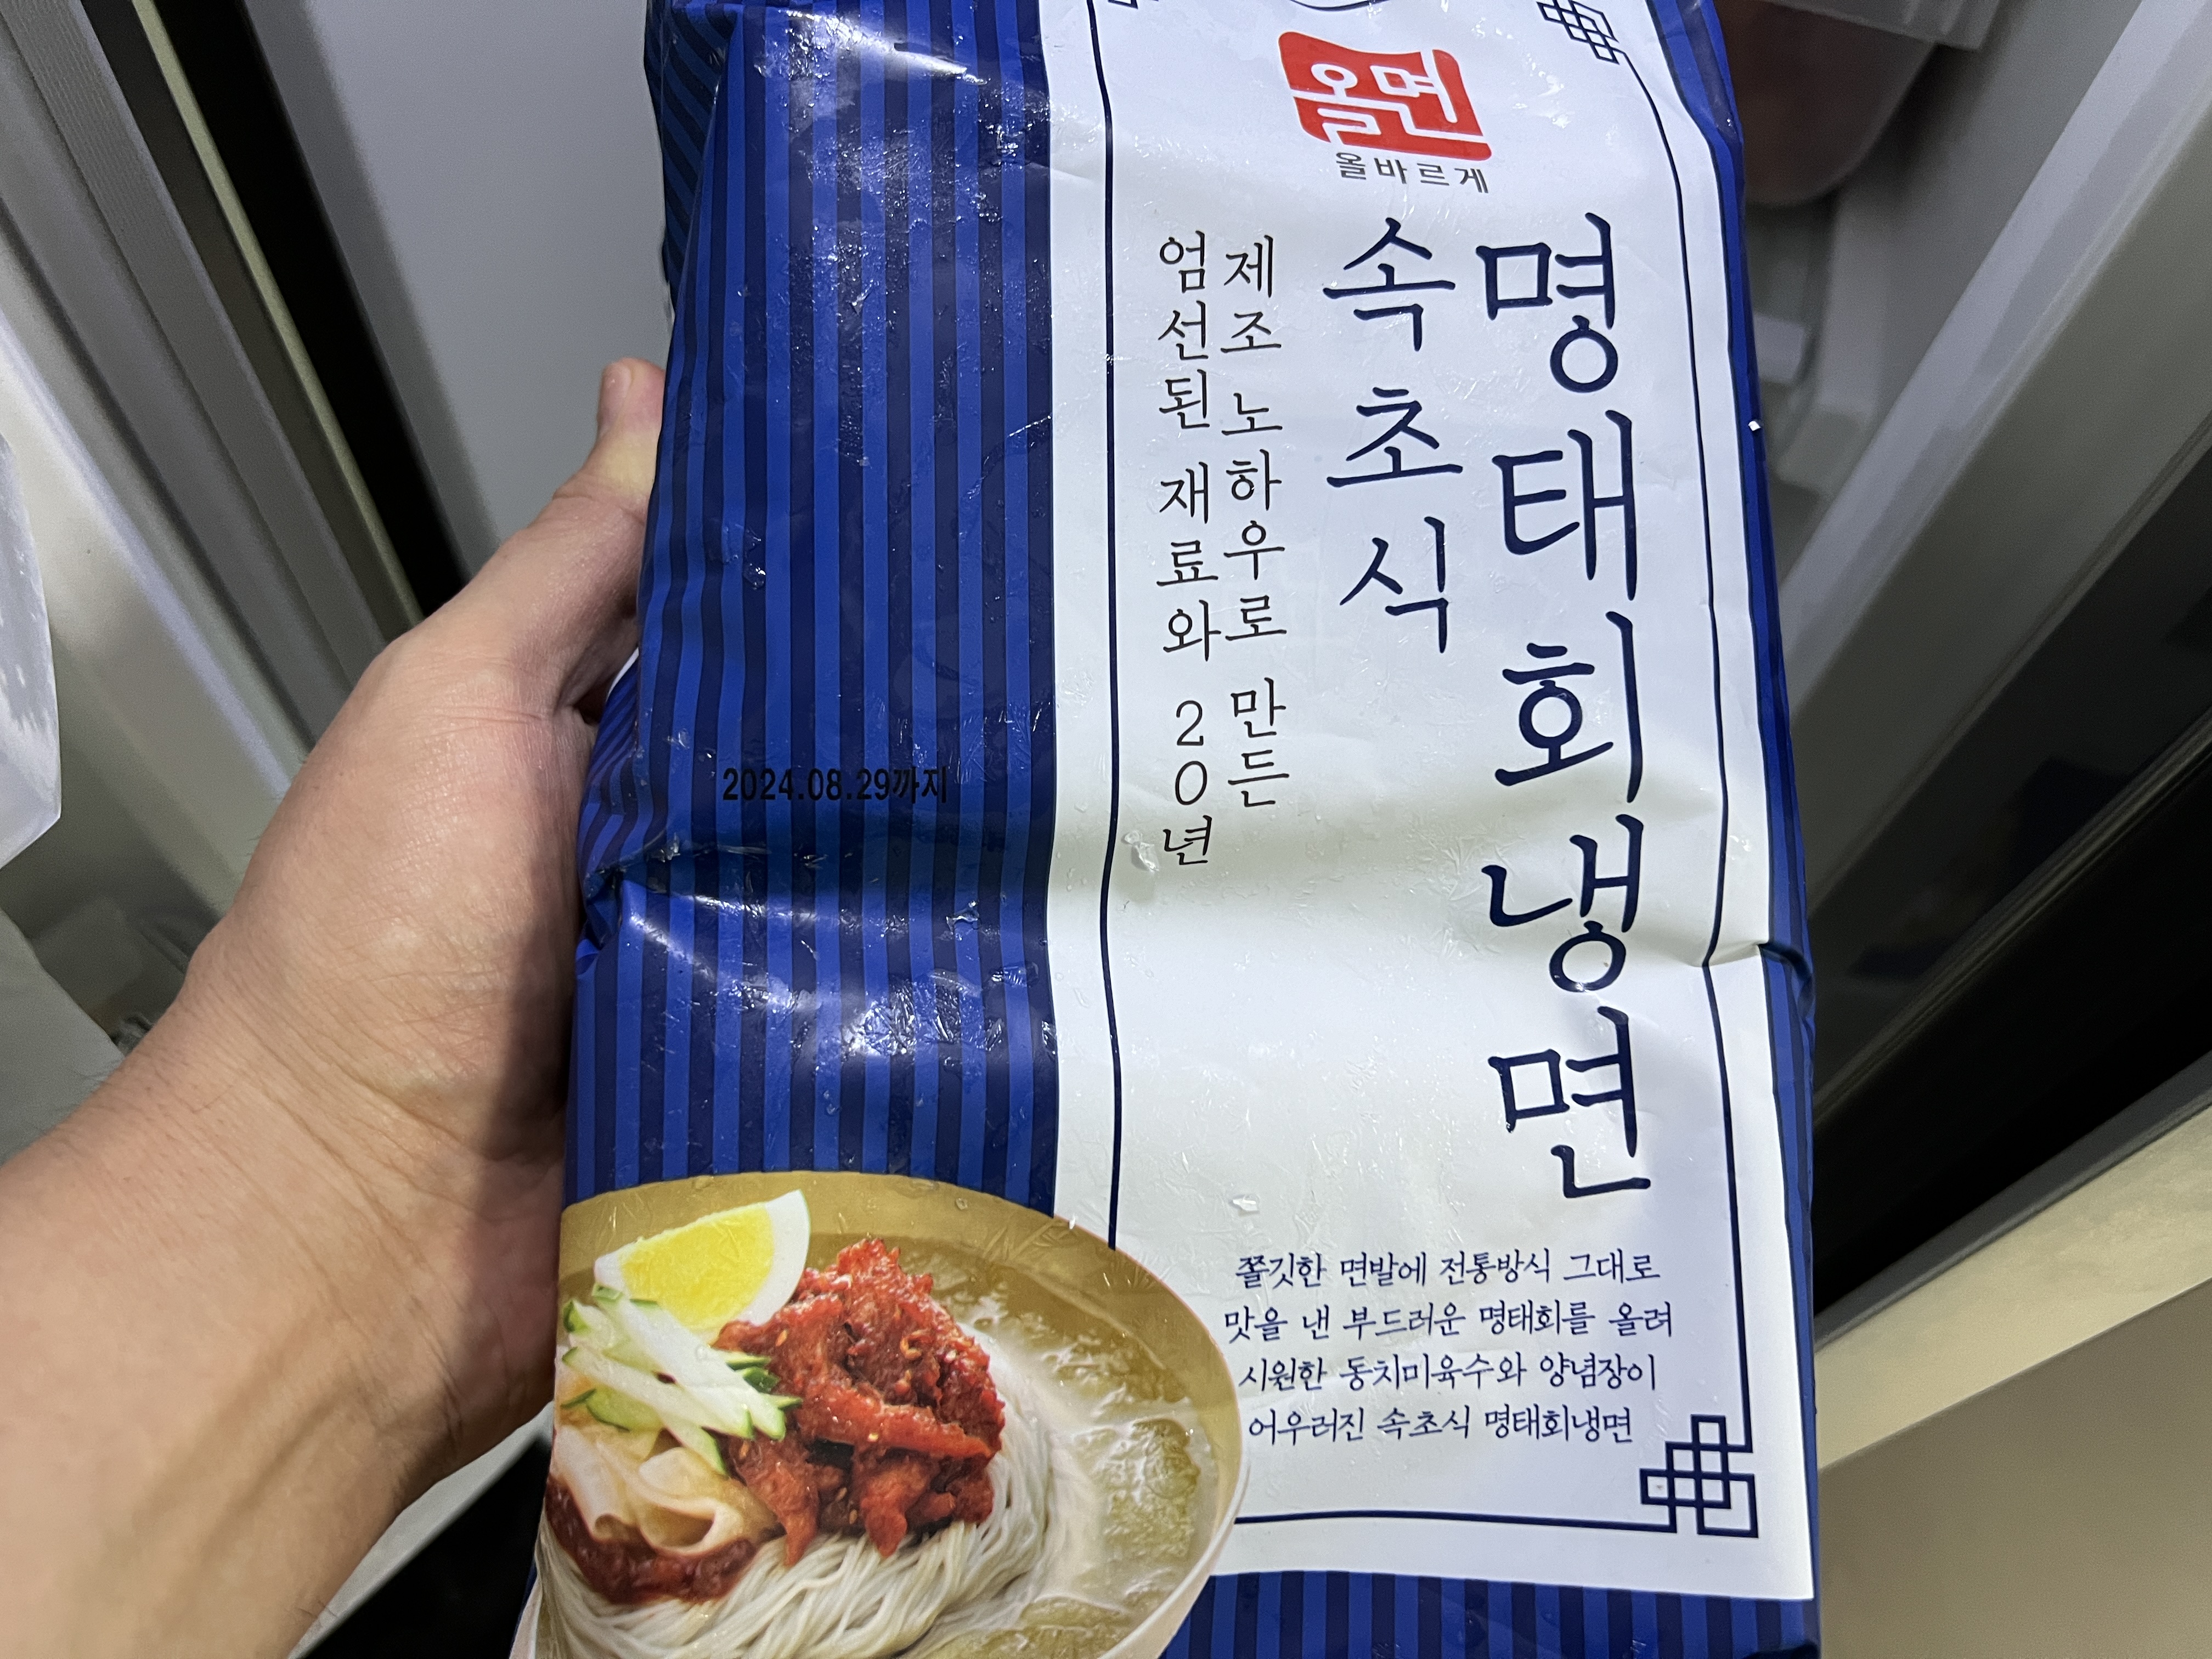 올면
올바르게
명태회냉면
속초식
제조 노하우로 만든
엄선된 재료와 20년
2024.08.29까지
쫄깃한 면발에 전통방식 그대로
맛을 낸 부드러운 명태회를 올려
시원한 동치미육수와 양념장이
어우러진 속초식 명태회냉면